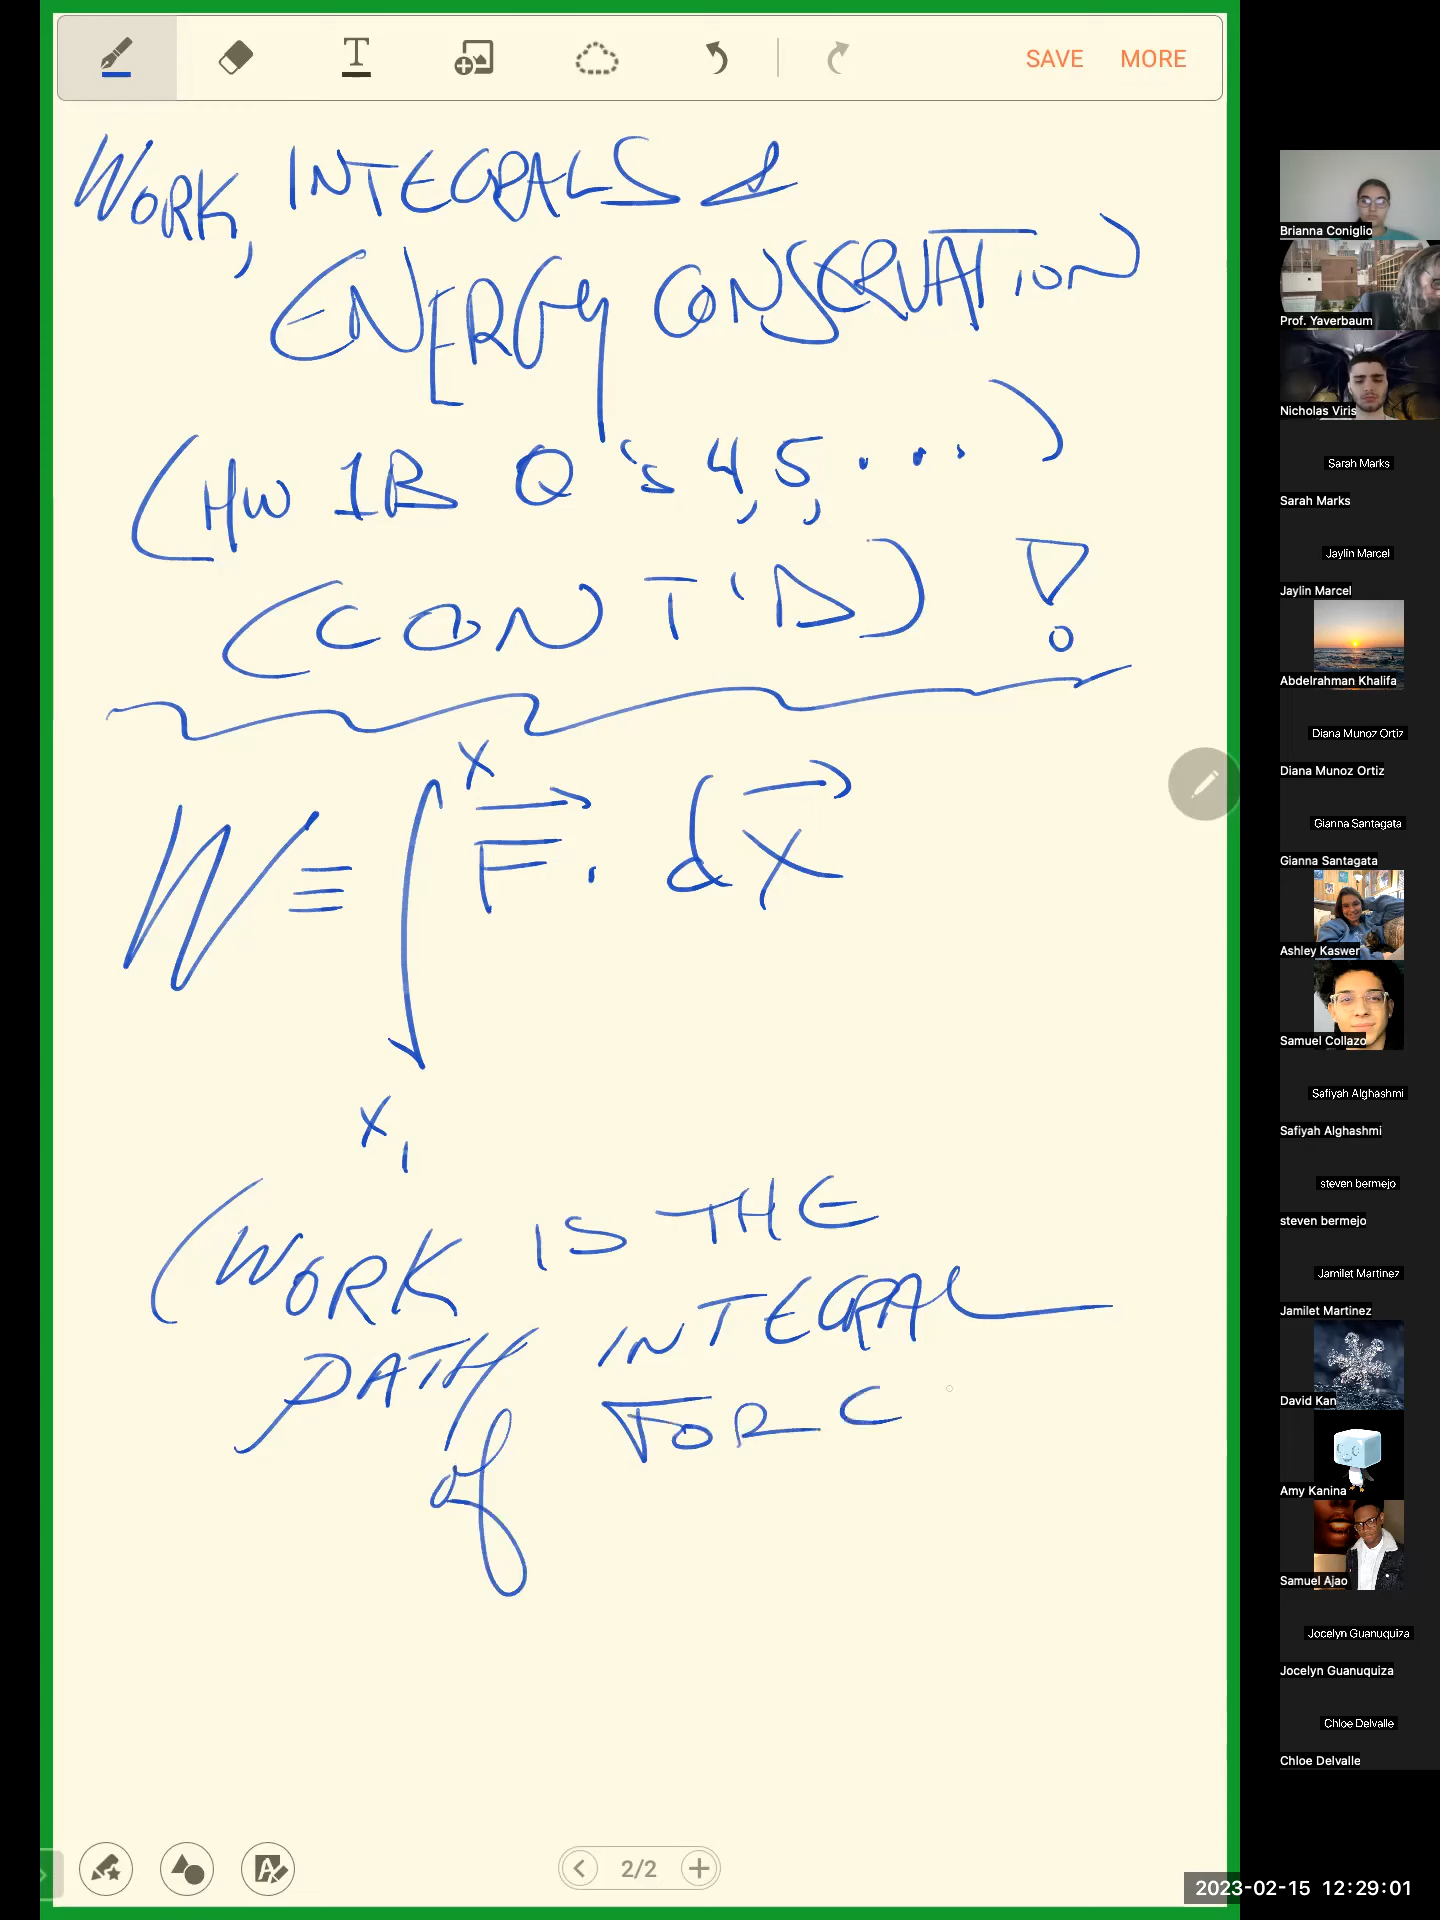 T
SAVE
MORE
WORK, INTEGRALS &
ENERGY CONSERVATION
(HW 1B Q's 4, 5, ...)
(CONT'D) !
W ≡ ∫ F · dx
x
x1
(WORK IS THE
PATH INTEGRAL
of FORC
2/2
Brianna Coniglio
Prof. Yaverbaum
Nicholas Viris
Sarah Marks
Sarah Marks
Jaylin Marcel
Jaylin Marcel
Abdelrahman Khalifa
Diana Munoz Ortiz
Diana Munoz Ortiz
Gianna Santagata
Gianna Santagata
Ashley Kaswer
Samuel Collazo
Safiyah Alghashmi
Safiyah Alghashmi
steven bermejo
steven bermejo
Jamilet Martinez
Jamilet Martinez
David Kan
Amy Kanina
Samuel Ajao
Jocelyn Guanuquiza
Jocelyn Guanuquiza
Chloe Delvalle
Chloe Delvalle
2023-02-15 12:29:01